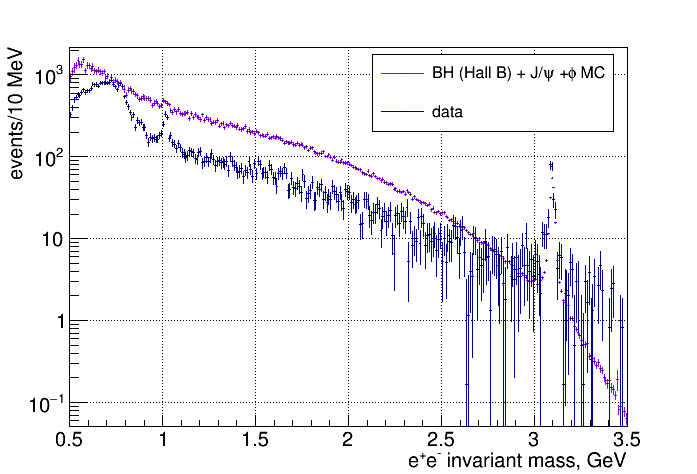 events/10 MeV
10³
10²
10
1
10⁻¹
BH (Hall B) + J/ψ +ϕ MC
data
0.5 1 1.5 2 2.5 3 3.5
e⁺e⁻ invariant mass, GeV